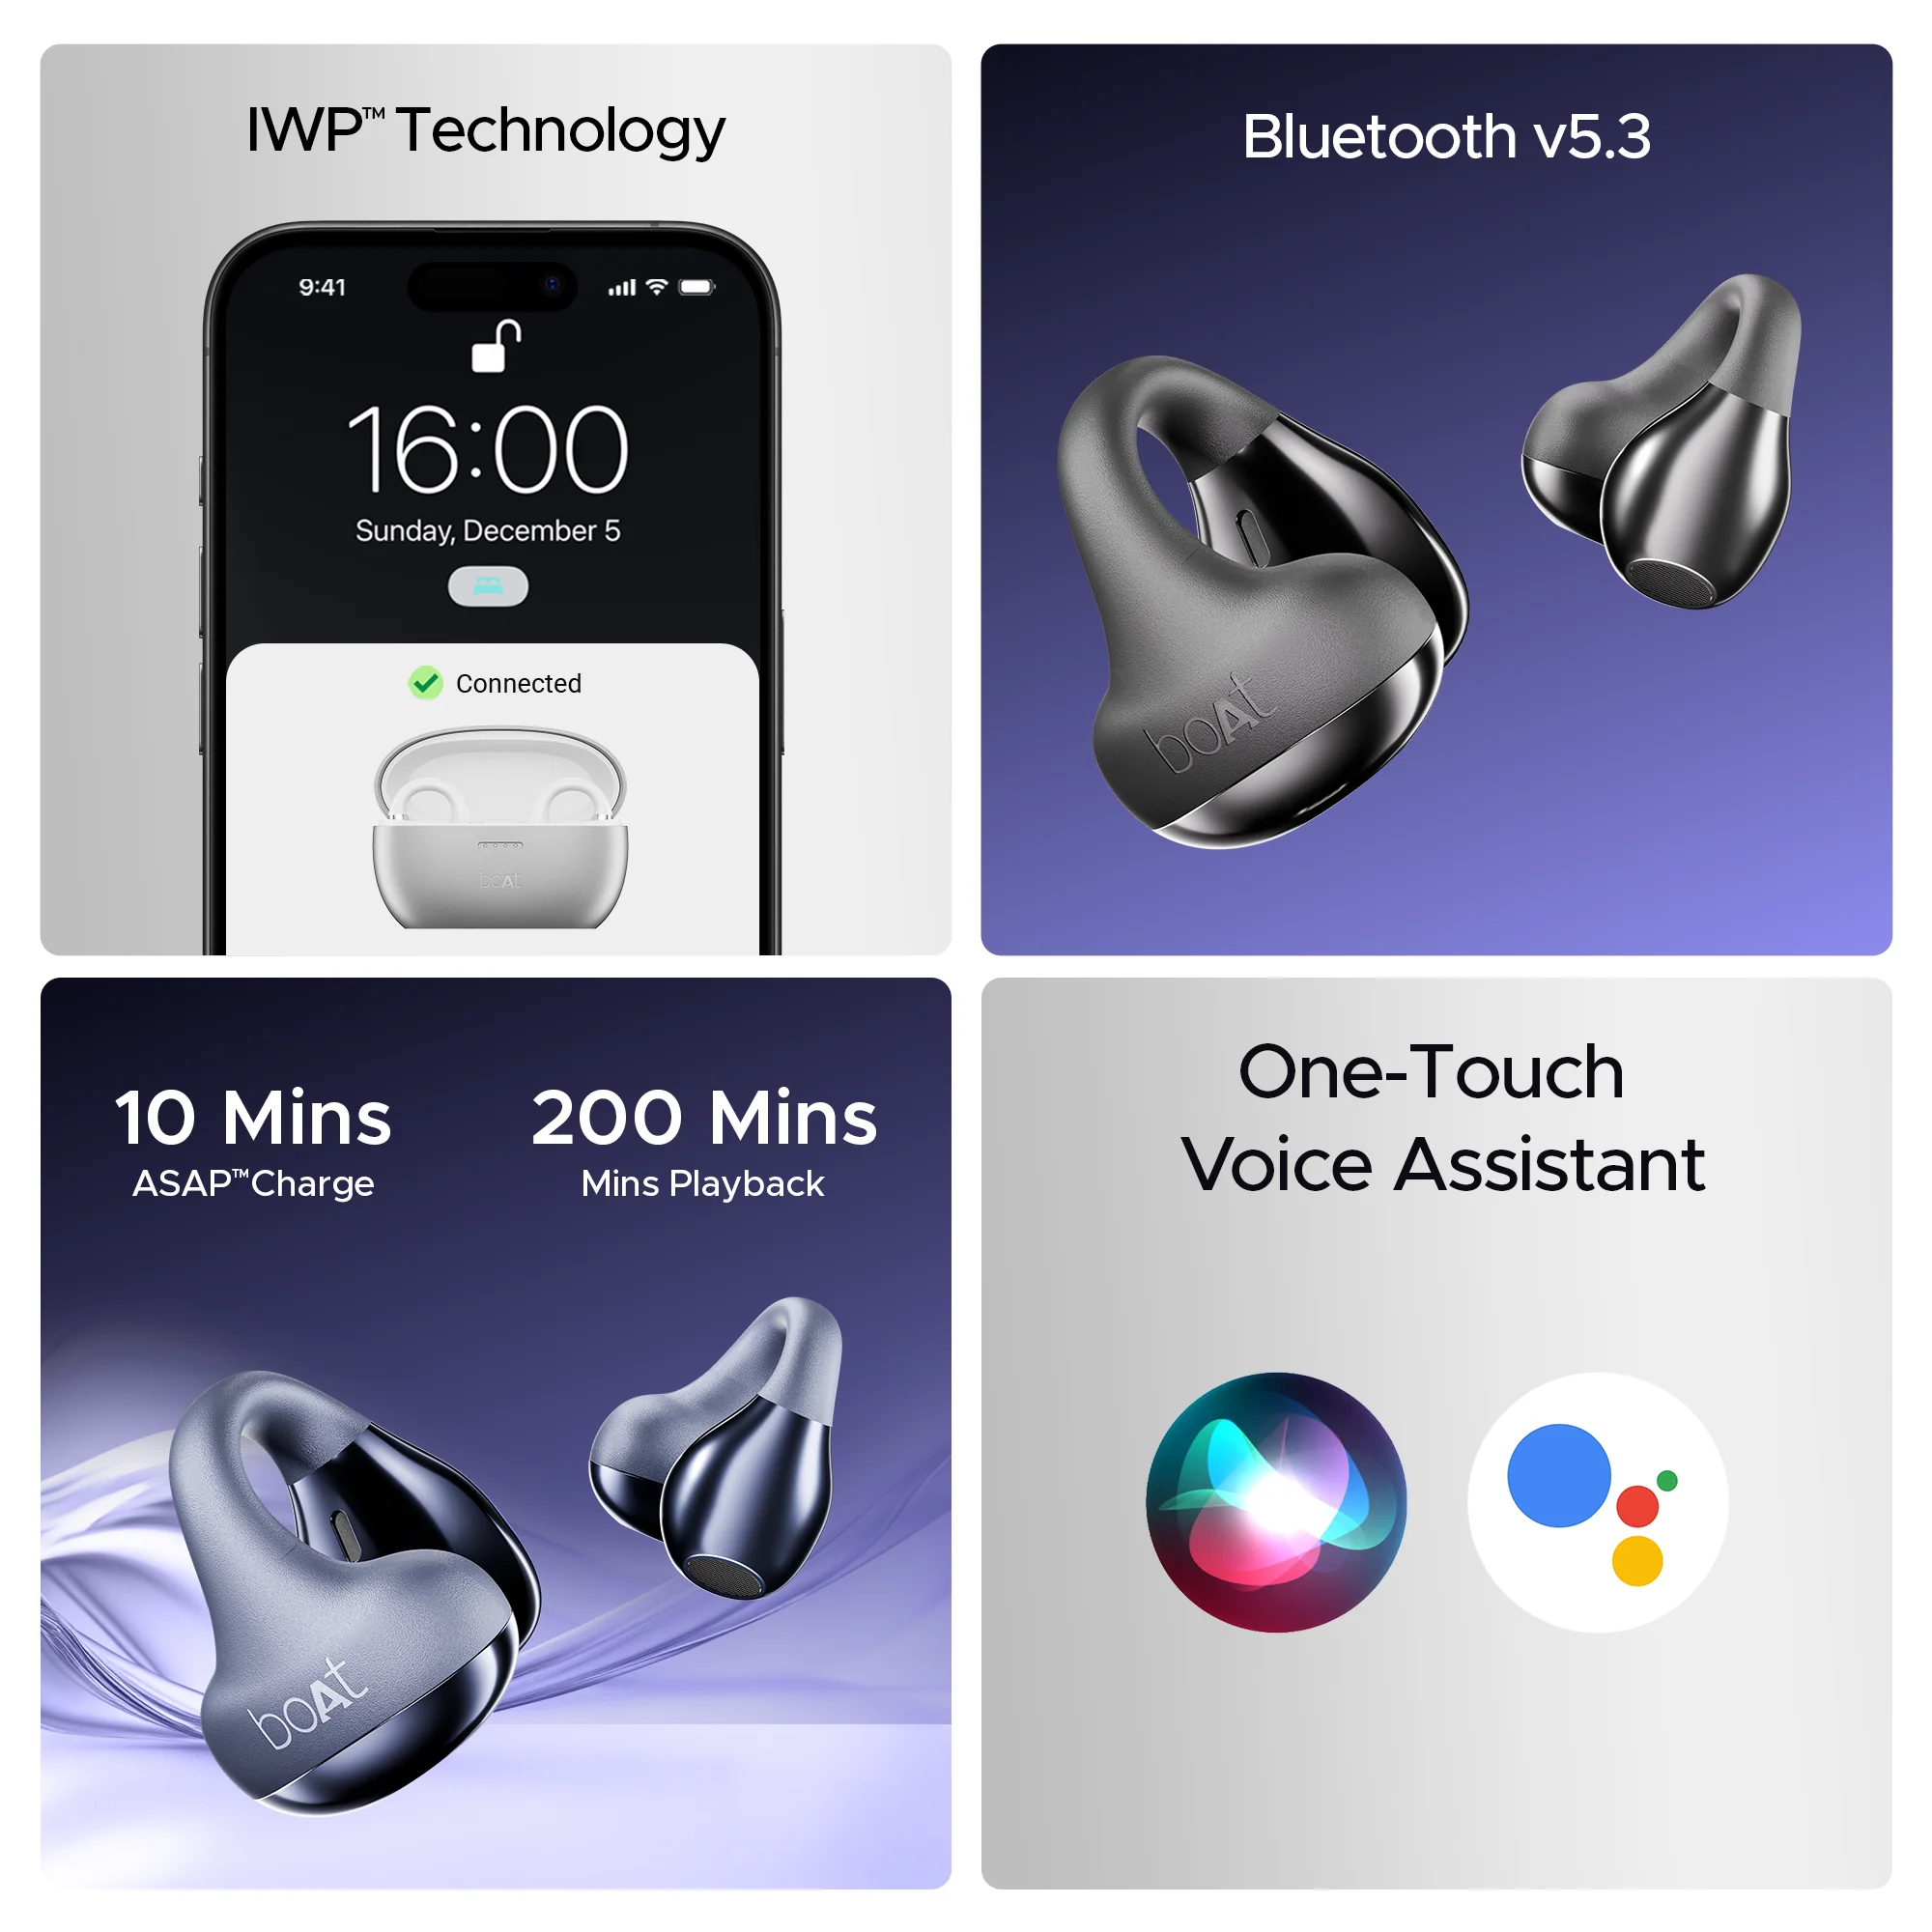 IWP™ Technology
9:41
16:00
Sunday, December 5
Connected
boAt
Bluetooth v5.3
boAt
10 Mins
ASAP™Charge
200 Mins
Mins Playback
boAt
One-Touch
Voice Assistant